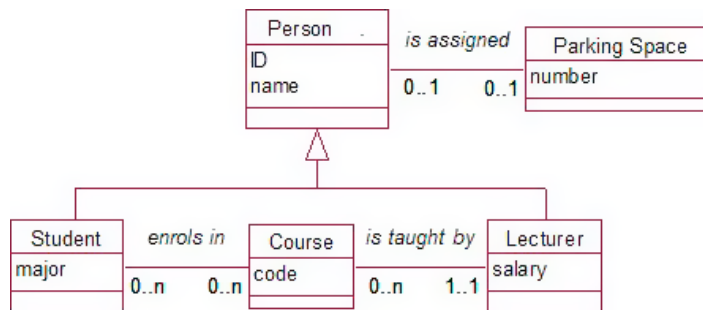 Person .
ID
name
is assigned
0..1 0..1
Parking Space
number
Student
major
enrols in
0..n 0..n
Course
code
is taught by
0..n 1..1
Lecturer
salary